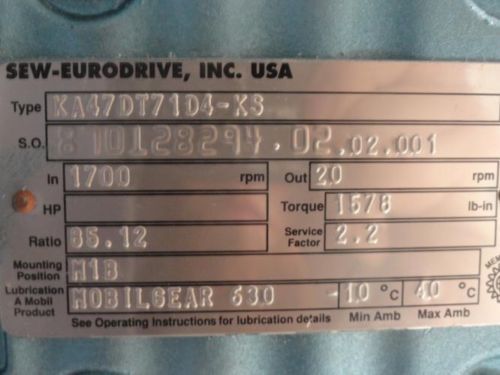 SEW-EURODRIVE, INC. USA
Type KA47DT71D4-KS
S.O. 810128294.02.02.001
In 1700 rpm Out 20 rpm
HP Torque 1578 lb-in
Ratio 85.12 Service Factor 2.2
Mounting Position M1B
Lubrication A Mobil Product MOBILGEAR 630 -10 °C 40 °C
See Operating Instructions for lubrication details Min Amb Max Amb